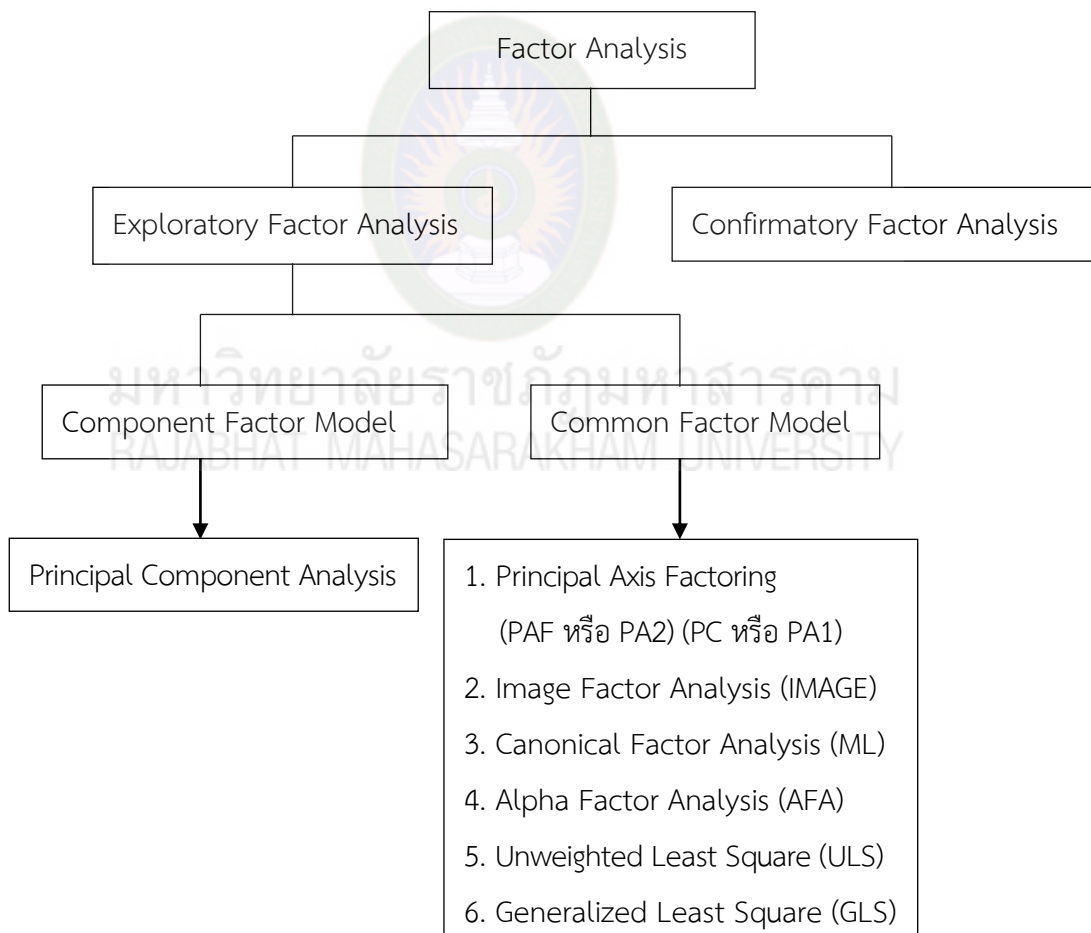 Factor Analysis
Exploratory Factor Analysis
Confirmatory Factor Analysis
มหาวิทยาลัยราชภัฏมหาสารคาม
RAJABHAT MAHASARAKHAM UNIVERSITY
Component Factor Model
Common Factor Model
Principal Component Analysis
1. Principal Axis Factoring
(PAF หรือ PA2) (PC หรือ PA1)
2. Image Factor Analysis (IMAGE)
3. Canonical Factor Analysis (ML)
4. Alpha Factor Analysis (AFA)
5. Unweighted Least Square (ULS)
6. Generalized Least Square (GLS)